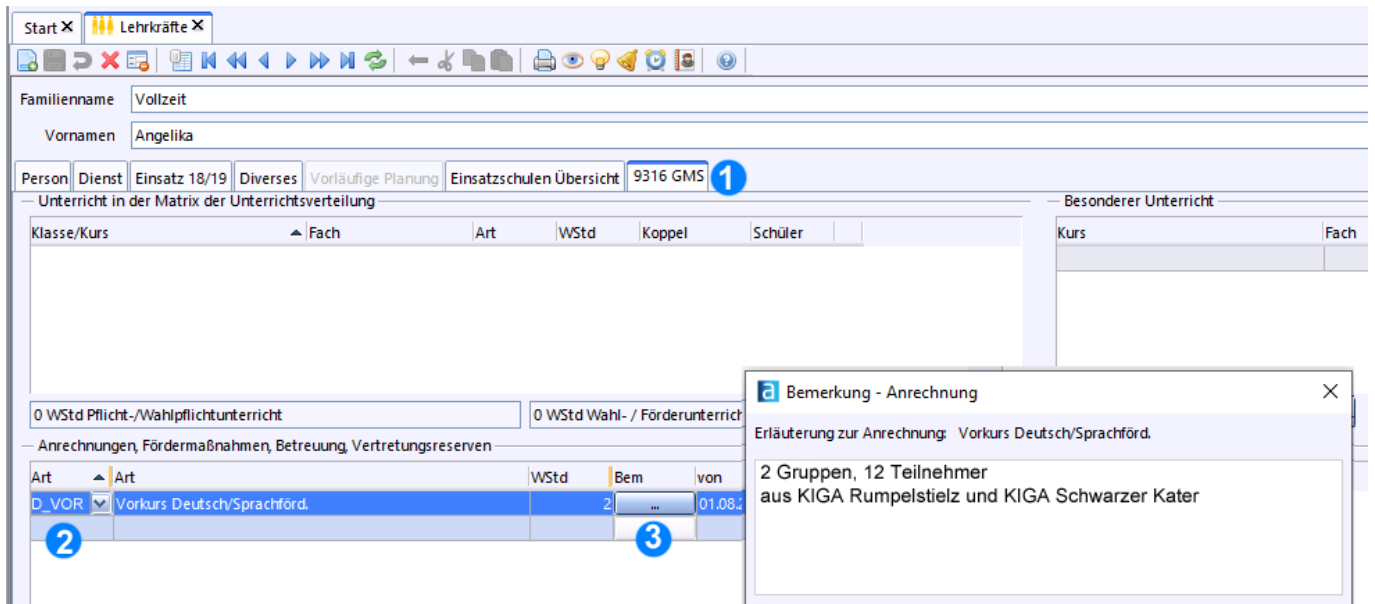 Start Lehrkräfte
Familienname Vollzeit
Vornamen Angelika
Person Dienst Einsatz 18/19 Diverses Vorläufige Planung Einsatzschulen Übersicht 9316 GMS 1
Unterricht in der Matrix der Unterrichtsverteilung Besonderer Unterricht
Klasse/Kurs Fach Art WStd Koppel Schüler Kurs Fach
Bemerkung - Anrechnung
0 WStd Pflicht-/Wahlpflichtunterricht 0 WStd Wahl- / Förderunterrich
Erläuterung zur Anrechnung: Vorkurs Deutsch/Sprachförd.
Anrechnungen, Fördermaßnahmen, Betreuung, Vertretungsreserven
Art Art WStd Bem von
2 Gruppen, 12 Teilnehmer
aus KIGA Rumpelstielz und KIGA Schwarzer Kater
D_VOR Vorkurs Deutsch/Sprachförd. 2 ... 01.08.
2 3